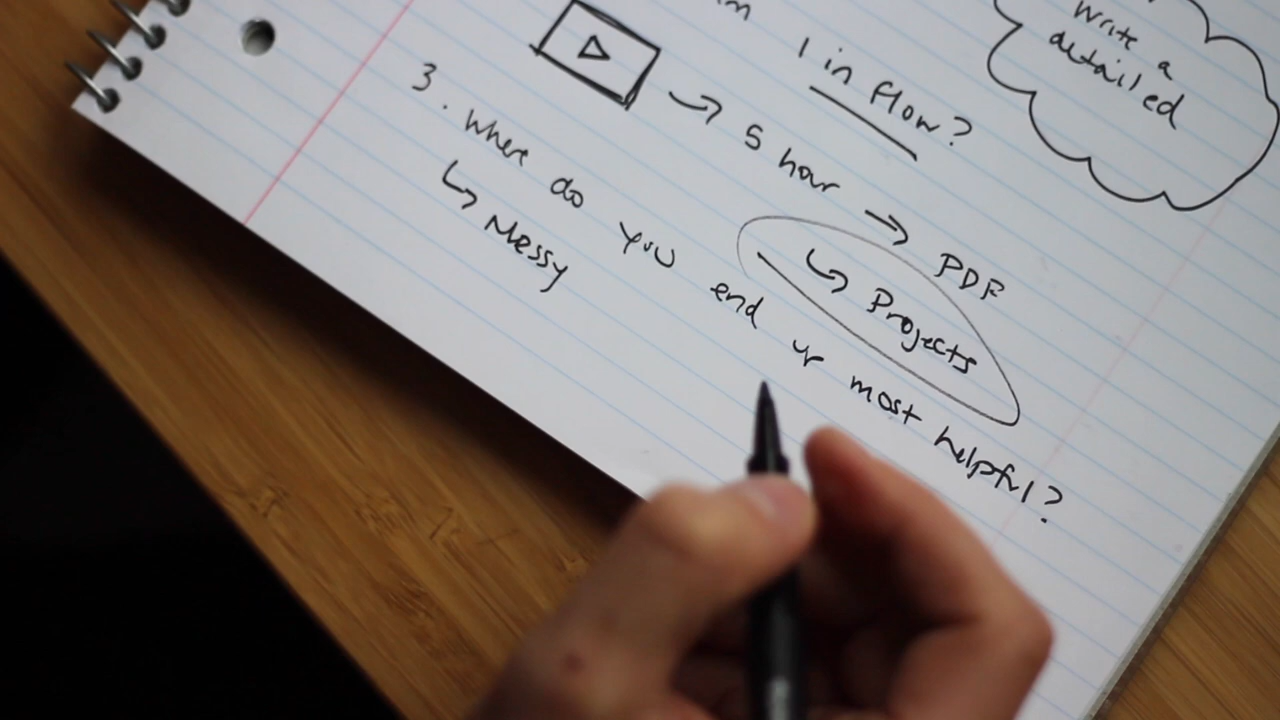 1 in flow?
write a
detailed
5 hour → PDF
↳ Projects
3. Where do you end up most helpful?
↳ Messy